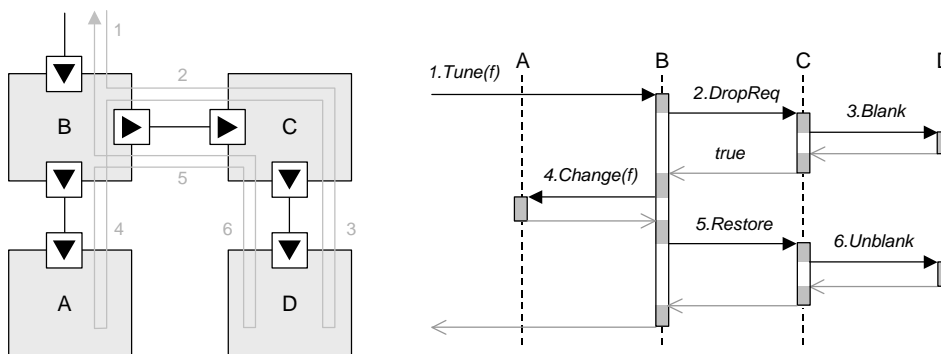 1
2
B
C
5
4
6
3
A
D
A
B
C
D
1.Tune(f)
2.DropReq
3.Blank
true
4.Change(f)
5.Restore
6.Unblank